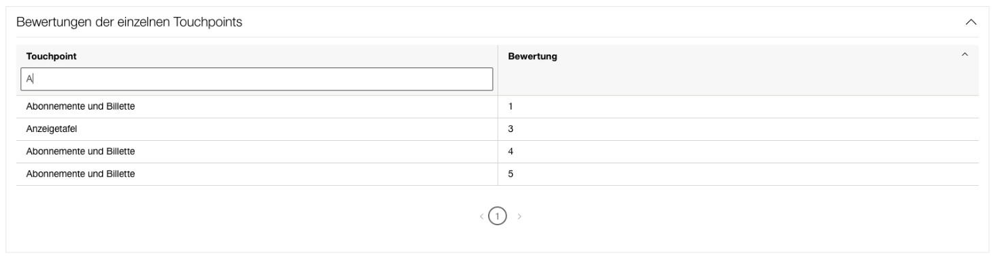 Bewertungen der einzelnen Touchpoints
Touchpoint Bewertung
A
Abonnemente und Billette 1
Anzeigetafel 3
Abonnemente und Billette 4
Abonnemente und Billette 5
1